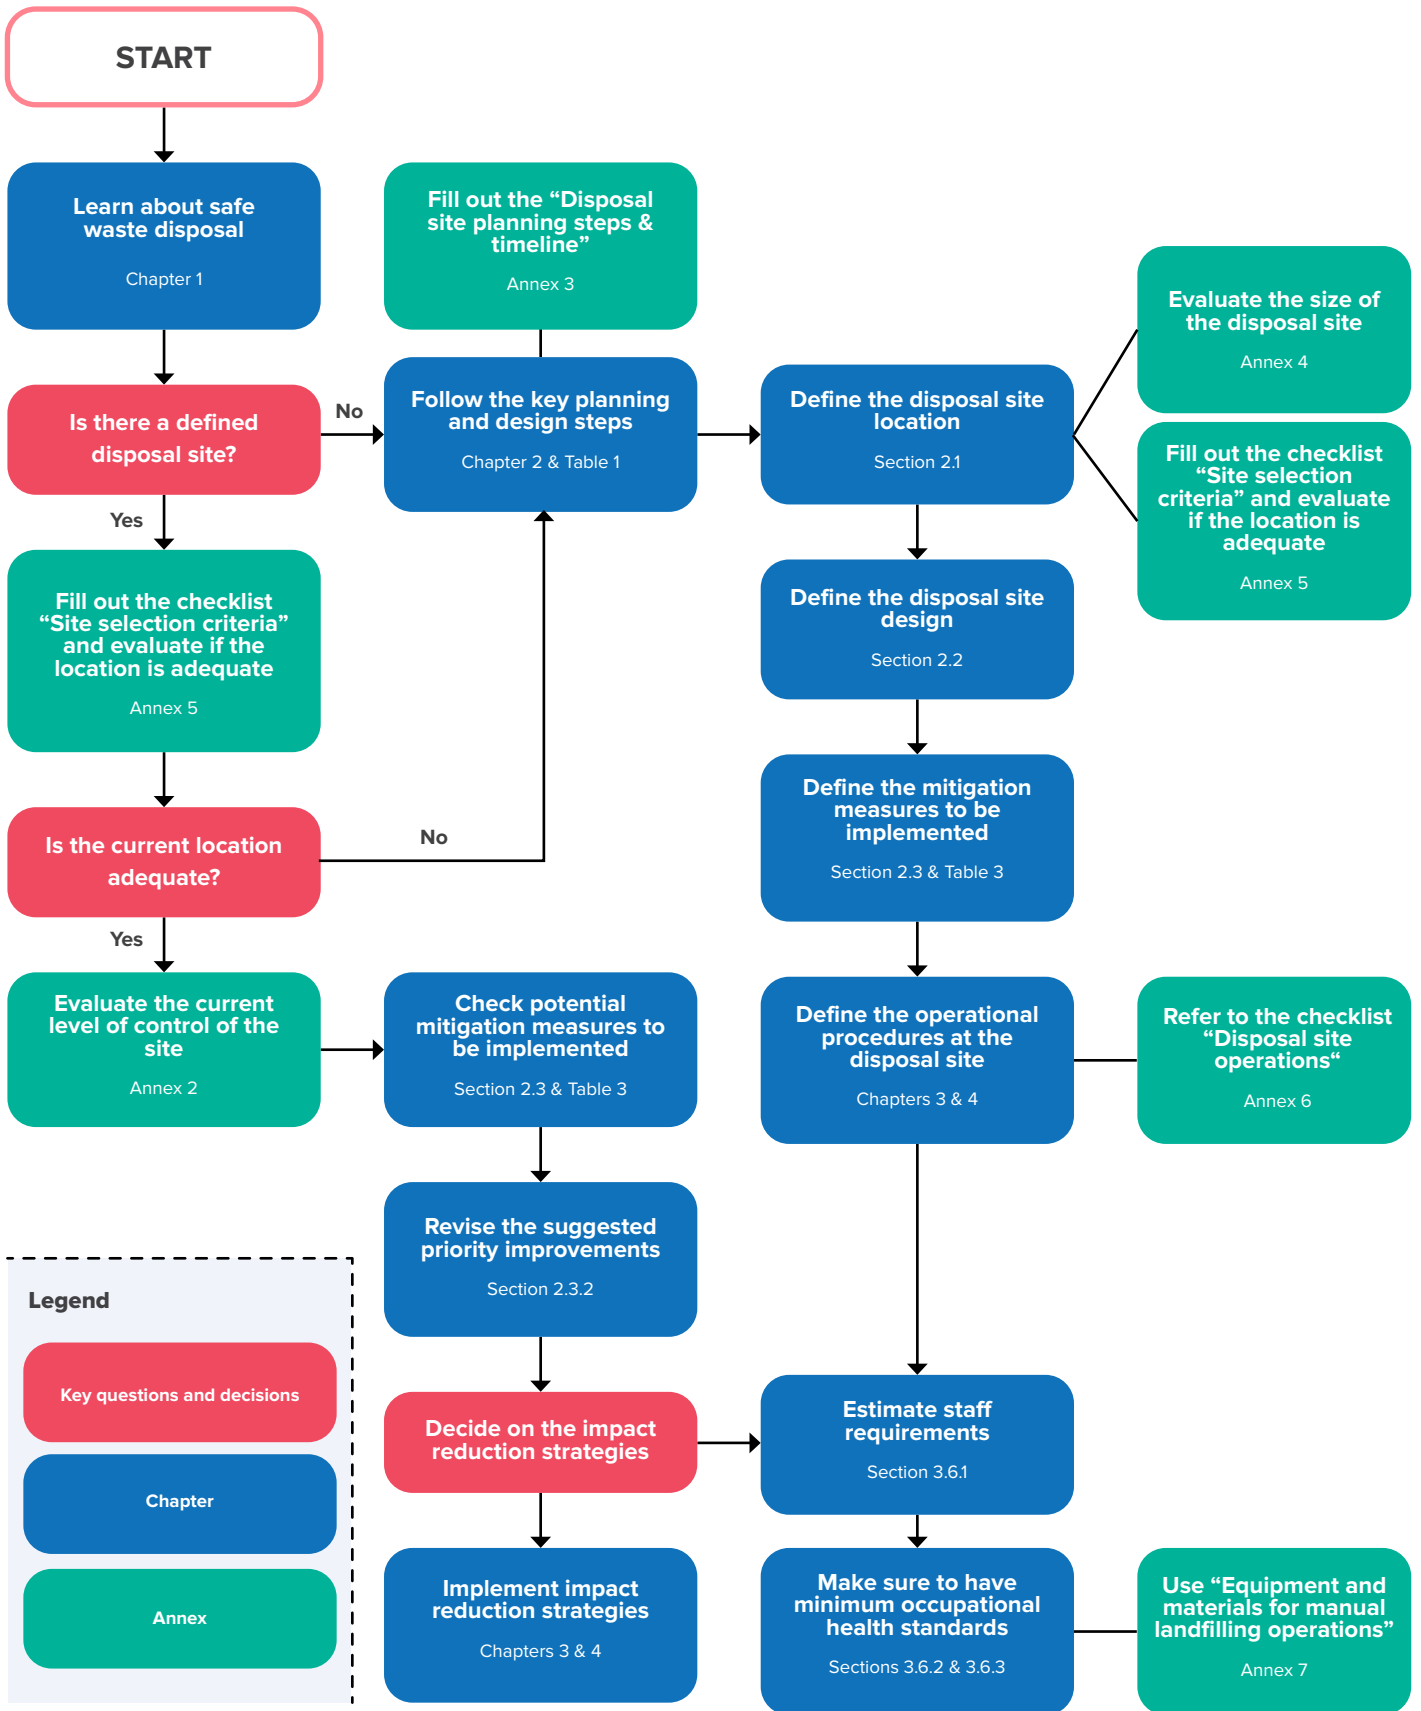 START
Learn about safe
waste disposal
Chapter 1
Is there a defined
disposal site?
No
Yes
Fill out the checklist
“Site selection criteria”
and evaluate if the
location is adequate
Annex 5
Is the current location
adequate?
No
Yes
Evaluate the current
level of control of the
site
Annex 2
Fill out the “Disposal
site planning steps &
timeline”
Annex 3
Follow the key planning
and design steps
Chapter 2 & Table 1
Check potential
mitigation measures to
be implemented
Section 2.3 & Table 3
Revise the suggested
priority improvements
Section 2.3.2
Decide on the impact
reduction strategies
Implement impact
reduction strategies
Chapters 3 & 4
Define the disposal site
location
Section 2.1
Evaluate the size of
the disposal site
Annex 4
Fill out the checklist
“Site selection
criteria” and evaluate
if the location is
adequate
Annex 5
Define the disposal site
design
Section 2.2
Define the mitigation
measures to be
implemented
Section 2.3 & Table 3
Define the operational
procedures at the
disposal site
Chapters 3 & 4
Refer to the checklist
“Disposal site
operations“
Annex 6
Estimate staff
requirements
Section 3.6.1
Make sure to have
minimum occupational
health standards
Sections 3.6.2 & 3.6.3
Use “Equipment and
materials for manual
landfilling operations”
Annex 7
Legend
Key questions and decisions
Chapter
Annex